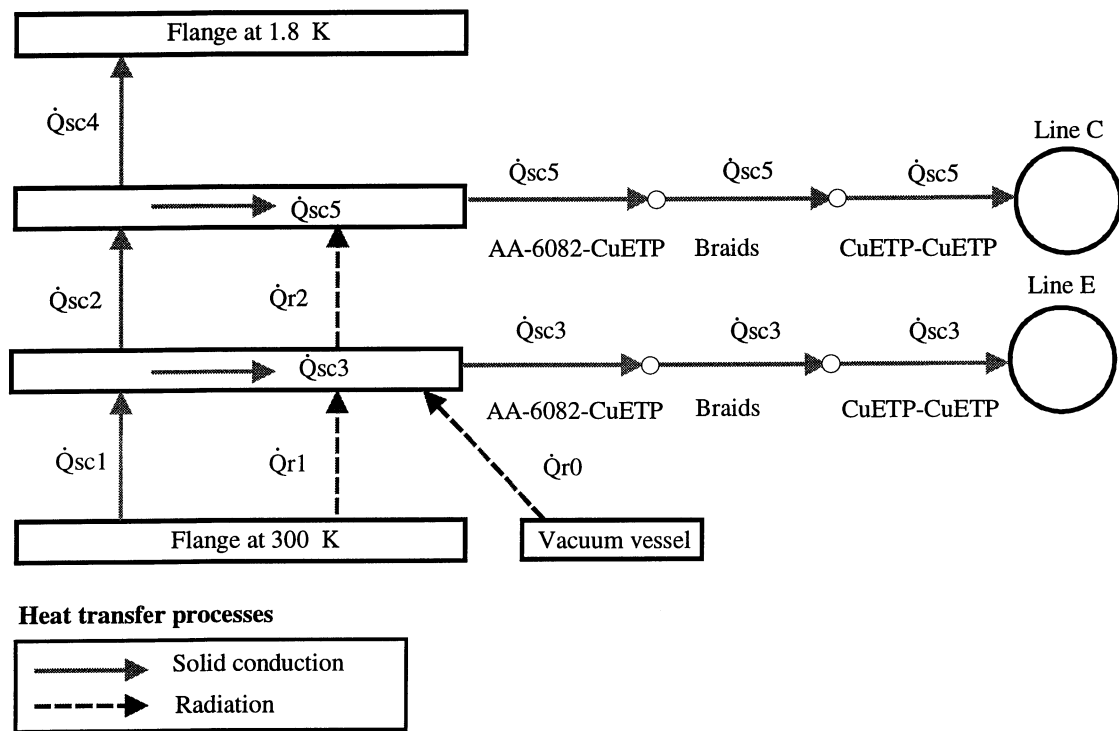 Flange at 1.8 K
Q̇sc4
Line C
Q̇sc5 Q̇sc5 Q̇sc5
Q̇sc5
AA-6082-CuETP Braids CuETP-CuETP
Line E
Q̇sc2 Q̇r2
Q̇sc3 Q̇sc3 Q̇sc3
Q̇sc3
AA-6082-CuETP Braids CuETP-CuETP
Q̇sc1 Q̇r1 Q̇r0
Flange at 300 K
Vacuum vessel
Heat transfer processes
Solid conduction
Radiation